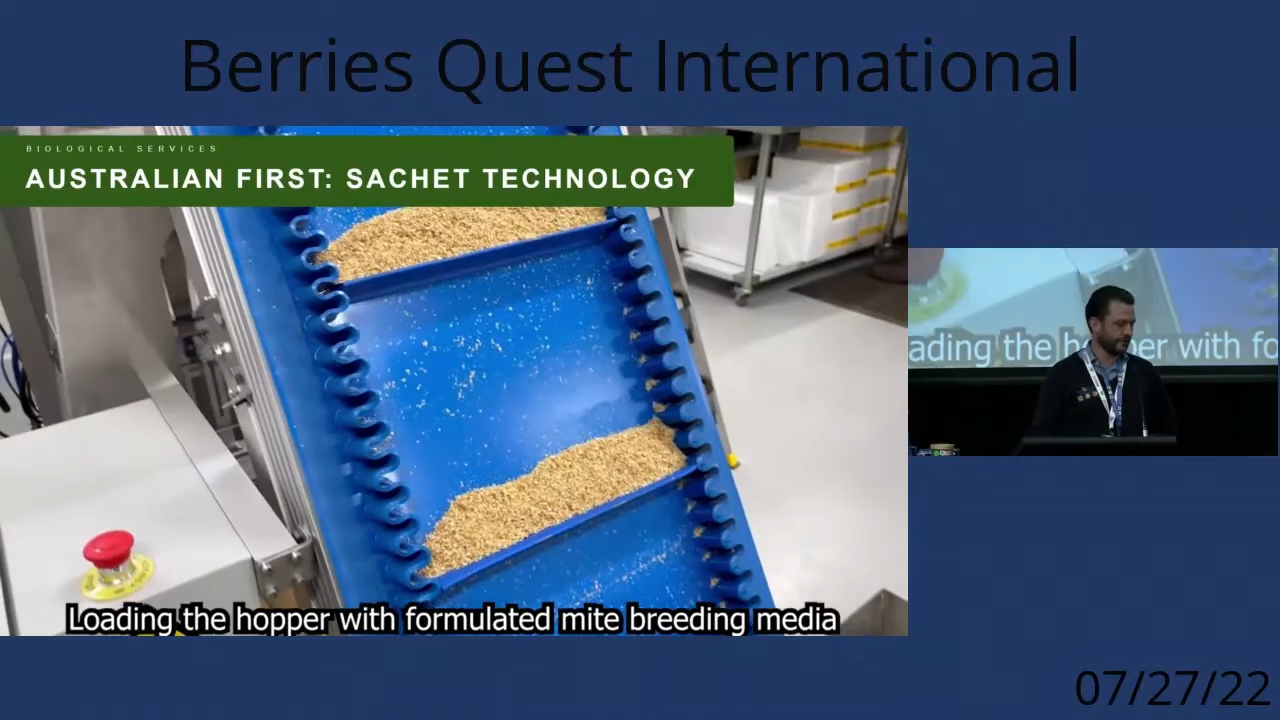 Berries Quest International
BIOLOGICAL SERVICES
AUSTRALIAN FIRST: SACHET TECHNOLOGY
Loading the hopper with formulated mite breeding media
ading the hopper with fo
07/27/22